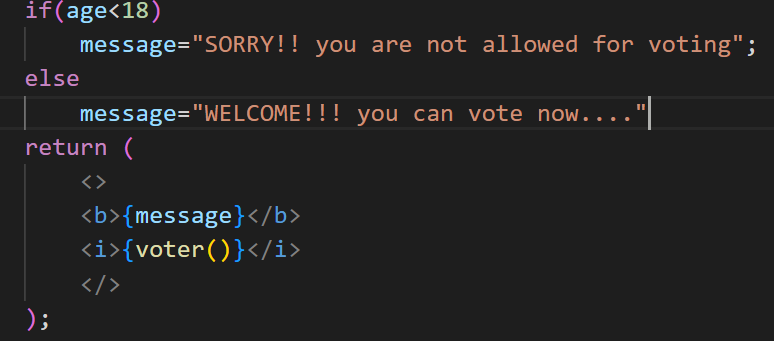 if(age<18)
message="SORRY!! you are not allowed for voting";
else
message="WELCOME!!! you can vote now...."
return (
<>
<b>{message}</b>
<i>{voter()}</i>
</>
);